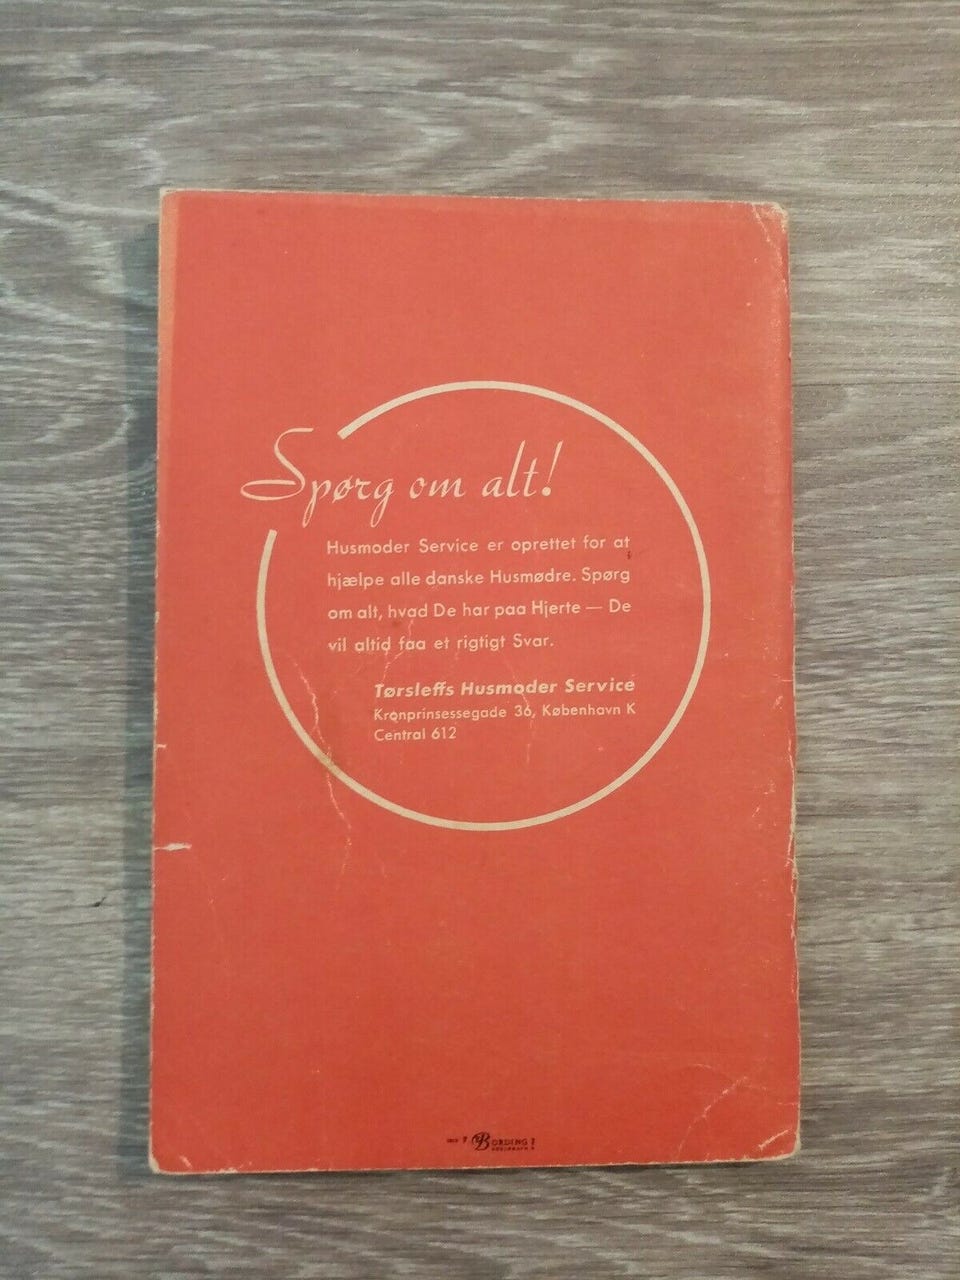 Spørg om alt!
Husmoder Service er oprettet for at
hjælpe alle danske Husmødre. Spørg
om alt, hvad De har paa Hjerte — De
vil altid faa et rigtigt Svar.
Tørsleffs Husmoder Service
Kronprinsessegade 36, København K
Central 612
BORDING